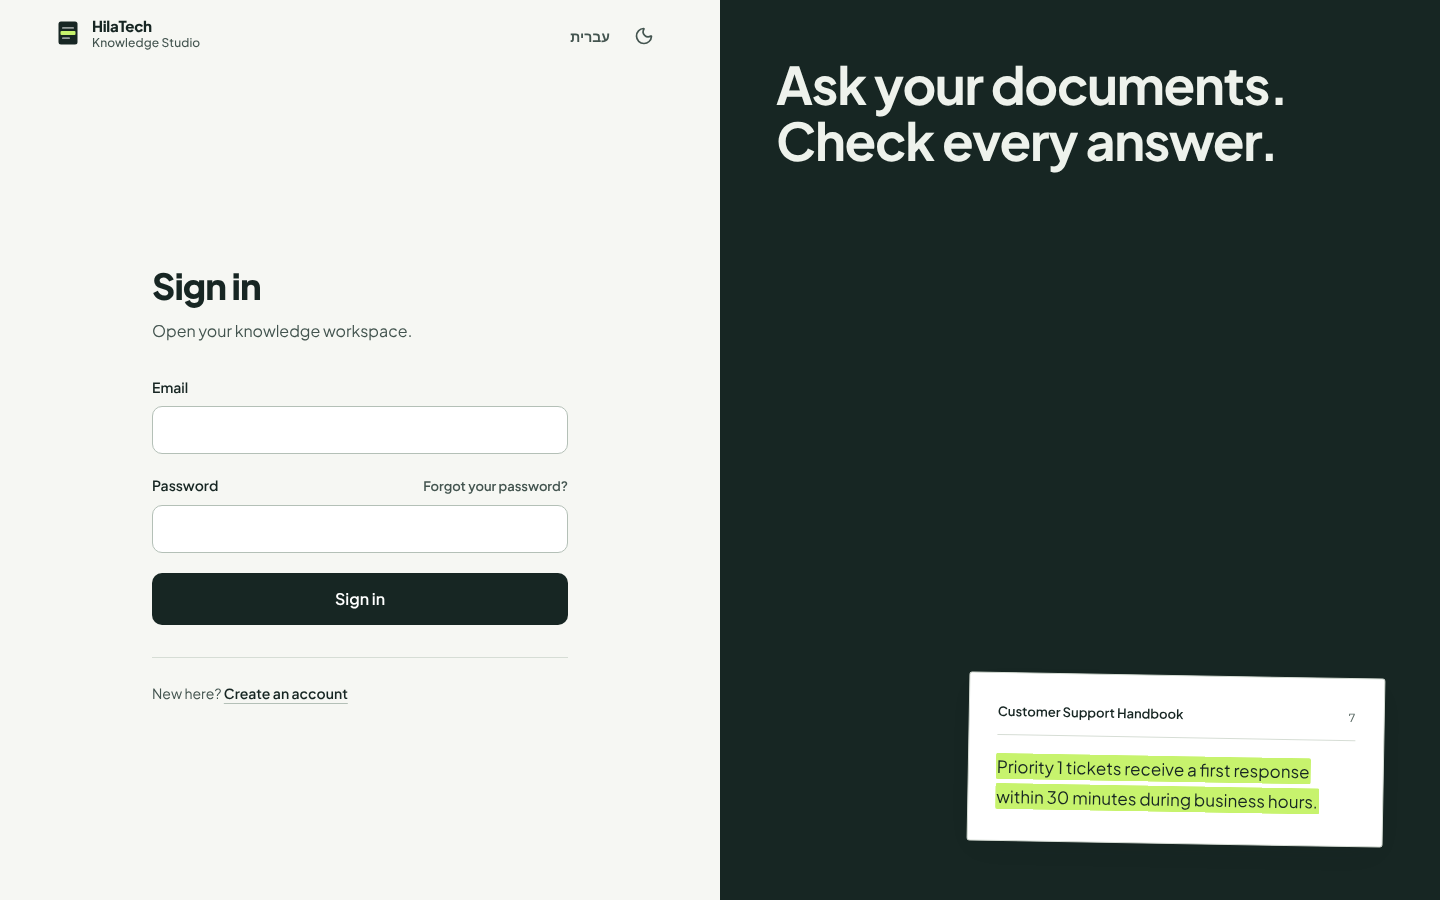 HilaTech
Knowledge Studio
עברית
Sign in
Open your knowledge workspace.
Email
Password
Forgot your password?
Sign in
New here? Create an account
Ask your documents.
Check every answer.
Customer Support Handbook
7
Priority 1 tickets receive a first response
within 30 minutes during business hours.